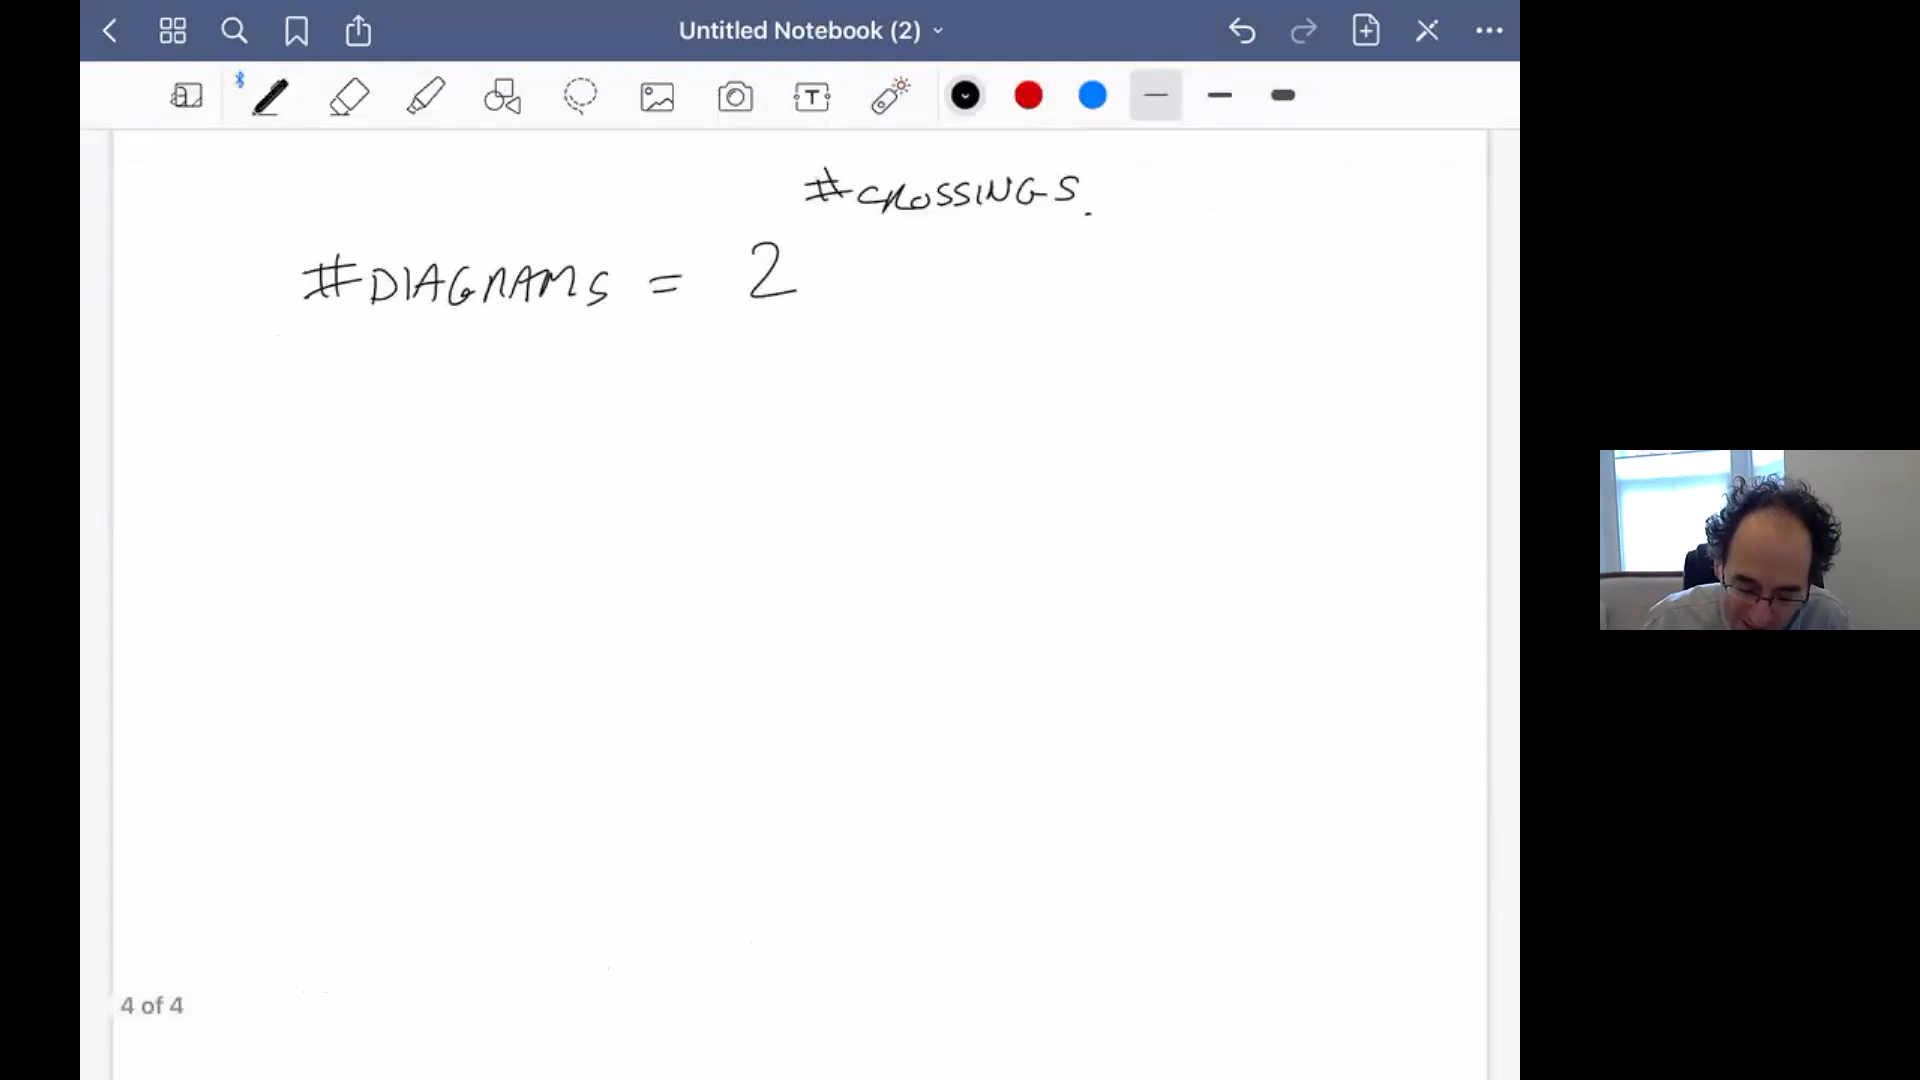 Untitled Notebook (2)
T
#CROSSINGS.
#DIAGRAMS = 2
4 of 4